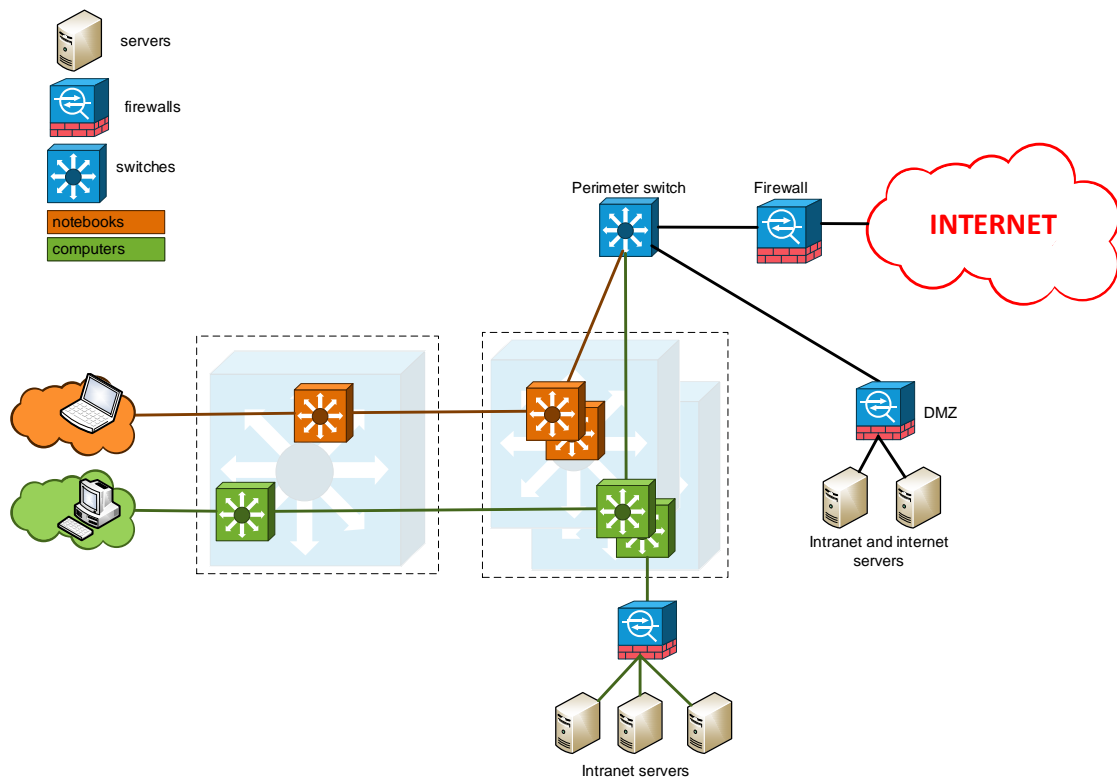 servers
firewalls
switches
notebooks
computers
Perimeter switch
Firewall
INTERNET
DMZ
Intranet and internet
servers
Intranet servers